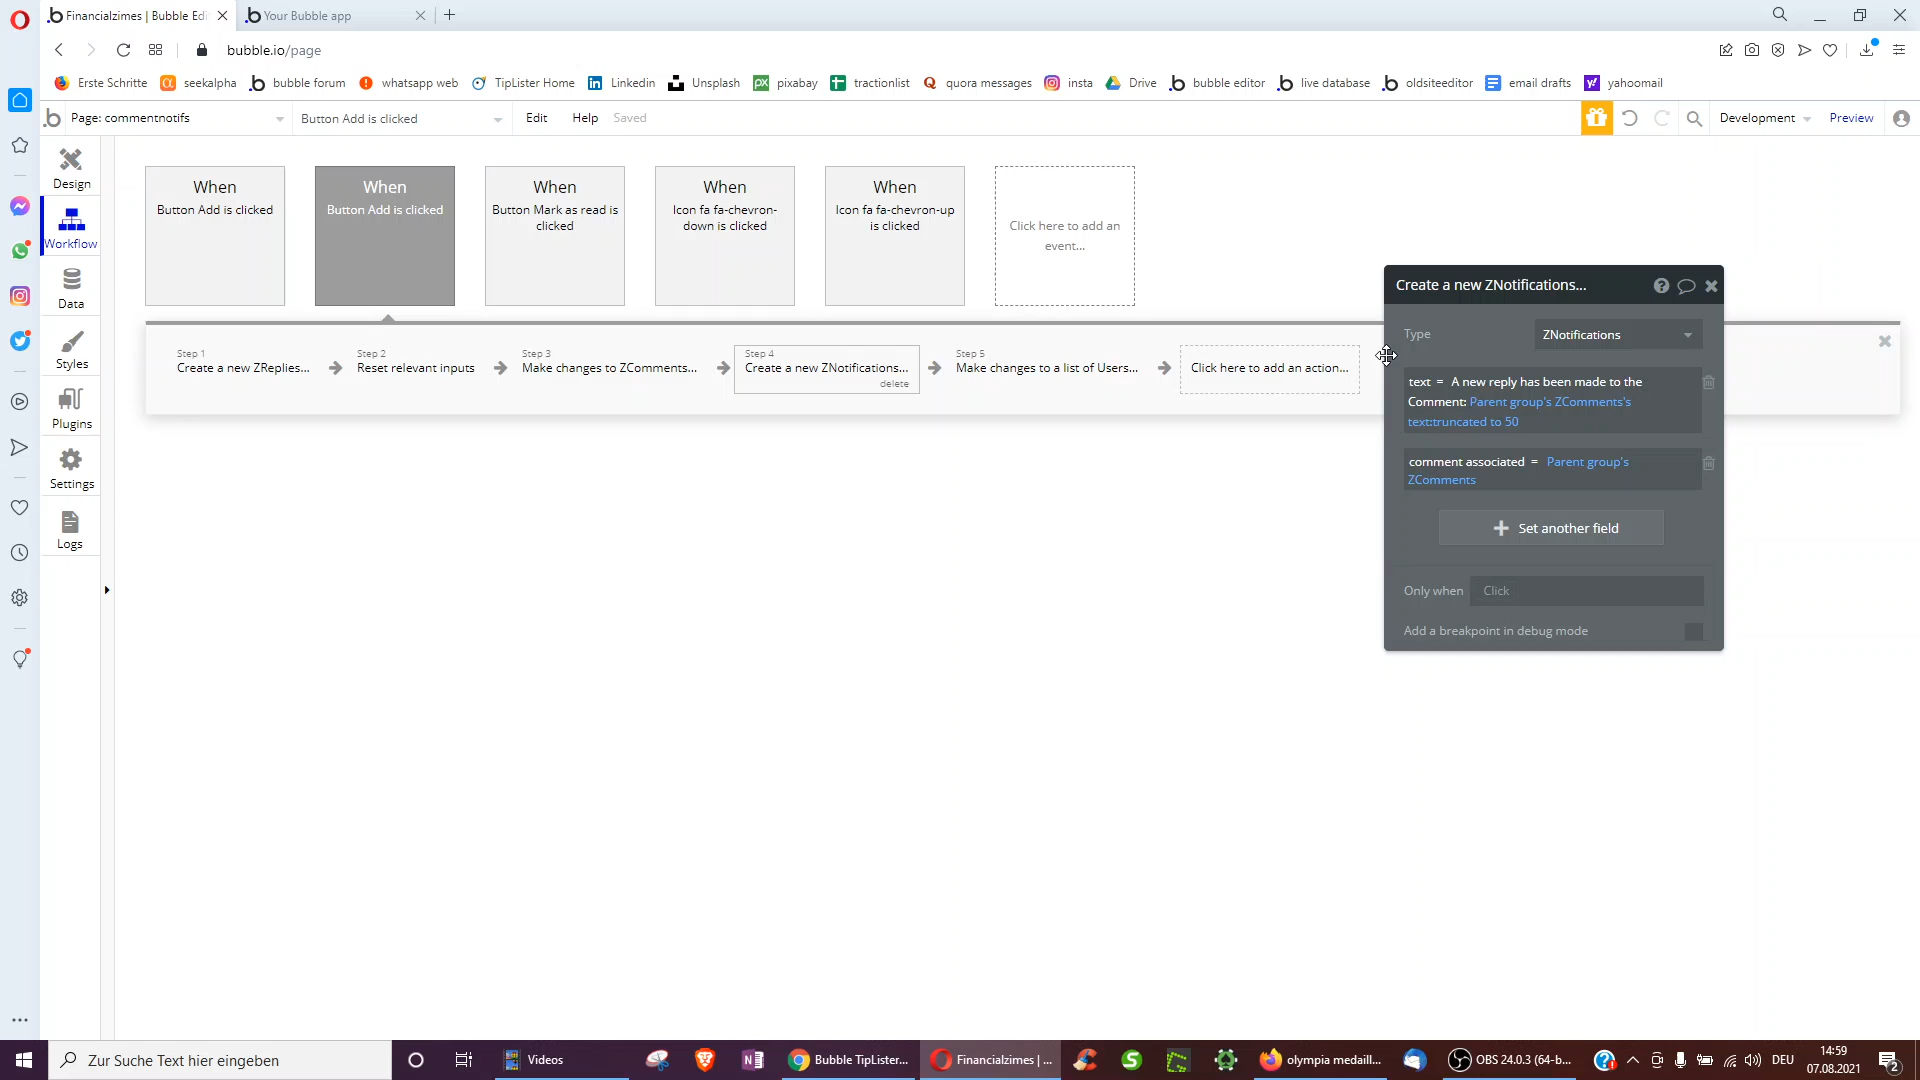 Financialzimes | Bubble Edi
Your Bubble app
bubble.io/page
Erste Schritte
seekalpha
bubble forum
whatsapp web
TipLister Home
Linkedin
Unsplash
pixabay
tractionlist
quora messages
insta
Drive
bubble editor
live database
oldsiteeditor
email drafts
yahoomail
Page: commentnotifs
Button Add is clicked
Edit
Help
Saved
Development
Preview
Design
Workflow
Data
Styles
Plugins
Settings
Logs
When
Button Add is clicked
When
Button Add is clicked
When
Button Mark as read is
clicked
When
Icon fa fa-chevron-
down is clicked
When
Icon fa fa-chevron-up
is clicked
Click here to add an
event...
Step 1
Create a new ZReplies...
Step 2
Reset relevant inputs
Step 3
Make changes to ZComments...
Step 4
Create a new ZNotifications...
delete
Step 5
Make changes to a list of Users...
Click here to add an action...
Create a new ZNotifications...
Type
ZNotifications
text = A new reply has been made to the
Comment: Parent group's ZComments's
text:truncated to 50
comment associated = Parent group's
ZComments
Set another field
Only when
Click
Add a breakpoint in debug mode
Zur Suche Text hier eingeben
Videos
Bubble TipLister...
Financialzimes | ...
olympia medaill...
OBS 24.0.3 (64-b...
DEU
14:59
07.08.2021
2